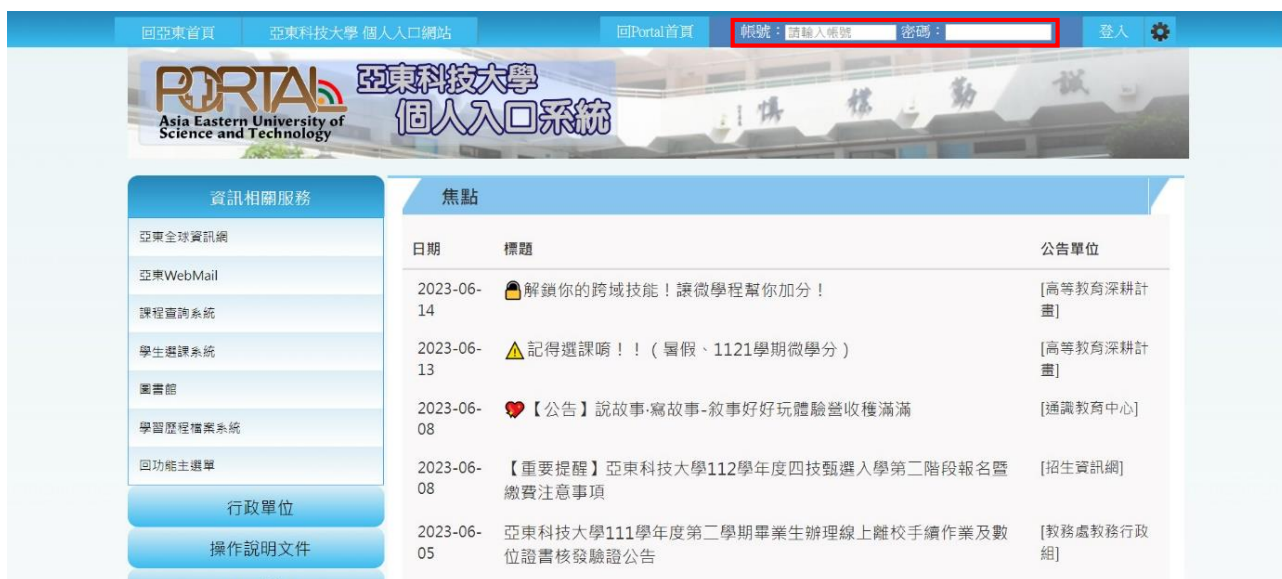 回亞東首頁 亞東科技大學 個人入口網站 回Portal首頁 帳號： 請輸入帳號 密碼： 登入
PORTAL 亞東科技大學
Asia Eastern University of 個人入口系統
Science and Technology
慎 樸 勤 誠
資訊相關服務 焦點
亞東全球資訊網
日期 標題 公告單位
亞東WebMail
2023-06- 解鎖你的跨域技能！讓微學程幫你加分！ [高等教育深耕計
14 畫]
課程查詢系統
學生選課系統
2023-06- 記得選課唷！！（暑假、1121學期微學分） [高等教育深耕計
13 畫]
圖書館
2023-06- 【公告】說故事‧寫故事-敘事好好玩體驗營收穫滿滿 [通識教育中心]
08
學習歷程檔案系統
回功能主選單
2023-06- 【重要提醒】亞東科技大學112學年度四技甄選入學第二階段報名暨 [招生資訊網]
08 繳費注意事項
行政單位
2023-06- 亞東科技大學111學年度第二學期畢業生辦理線上離校手續作業及數 [教務處教務行政
05 位證書核發驗證公告 組]
操作說明文件